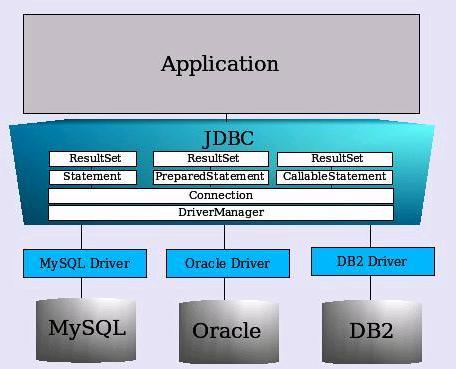 Application
JDBC
ResultSet ResultSet ResultSet
Statement PreparedStatement CallableStatement
Connection
DriverManager
MySQL Driver Oracle Driver DB2 Driver
MySQL Oracle DB2